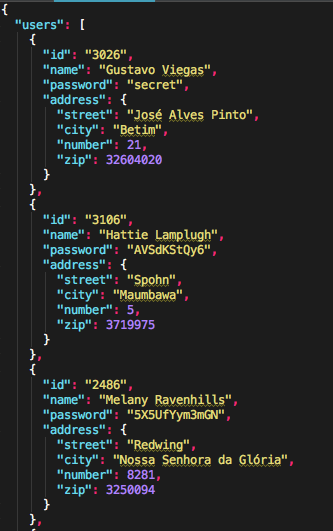 {
"users": [
{
"id": "3026",
"name": "Gustavo Viegas",
"password": "secret",
"address": {
"street": "José Alves Pinto",
"city": "Betim",
"number": 21,
"zip": 32604020
}
},
{
"id": "3106",
"name": "Hattie Lamplugh",
"password": "AVSdKStQy6",
"address": {
"street": "Spohn",
"city": "Maumbawa",
"number": 5,
"zip": 3719975
}
},
{
"id": "2486",
"name": "Melany Ravenhills",
"password": "5X5UfYym3mGN",
"address": {
"street": "Redwing",
"city": "Nossa Senhora da Glória",
"number": 8281,
"zip": 3250094
}
},